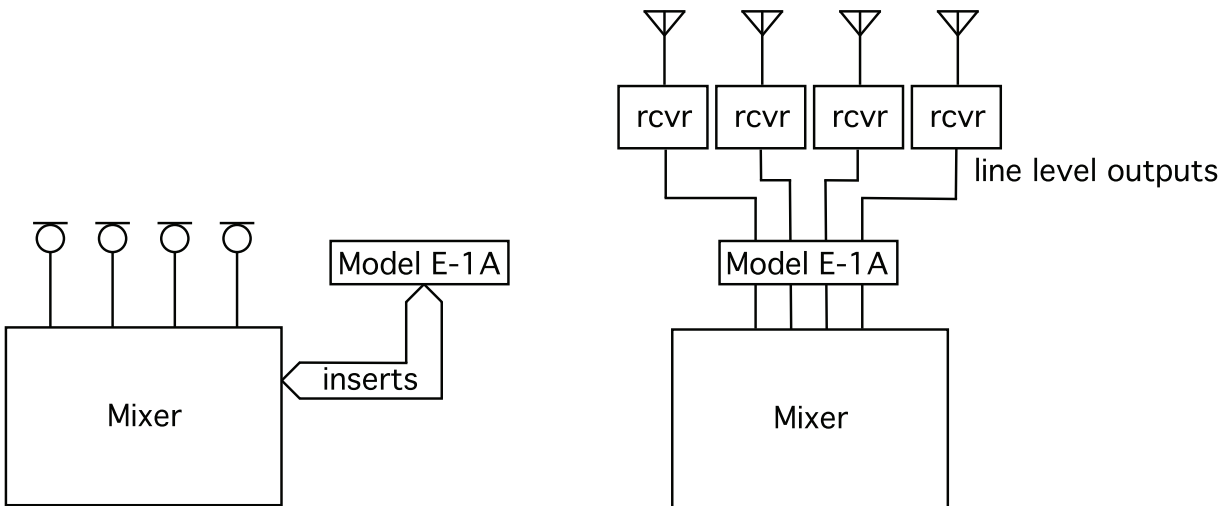 Model E-1A
inserts
Mixer
rcvr
rcvr
rcvr
rcvr
line level outputs
Model E-1A
Mixer